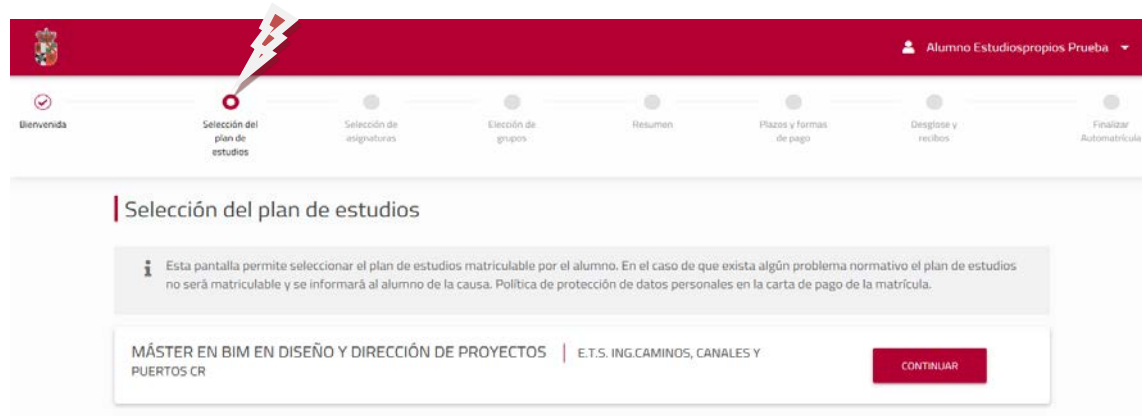 Alumno Estudiospropios Prueba
Bienvenida
Selección del
plan de
estudios
Selección de
asignaturas
Elección de
grupos
Resumen
Plazos y formas
de pago
Desglose y
recibos
Finalizar
Automatrícula
Selección del plan de estudios
Esta pantalla permite seleccionar el plan de estudios matriculable por el alumno. En el caso de que exista algún problema normativo el plan de estudios
no será matriculable y se informará al alumno de la causa. Política de protección de datos personales en la carta de pago de la matrícula.
MÁSTER EN BIM EN DISEÑO Y DIRECCIÓN DE PROYECTOS | E.T.S. ING.CAMINOS, CANALES Y
PUERTOS CR
CONTINUAR